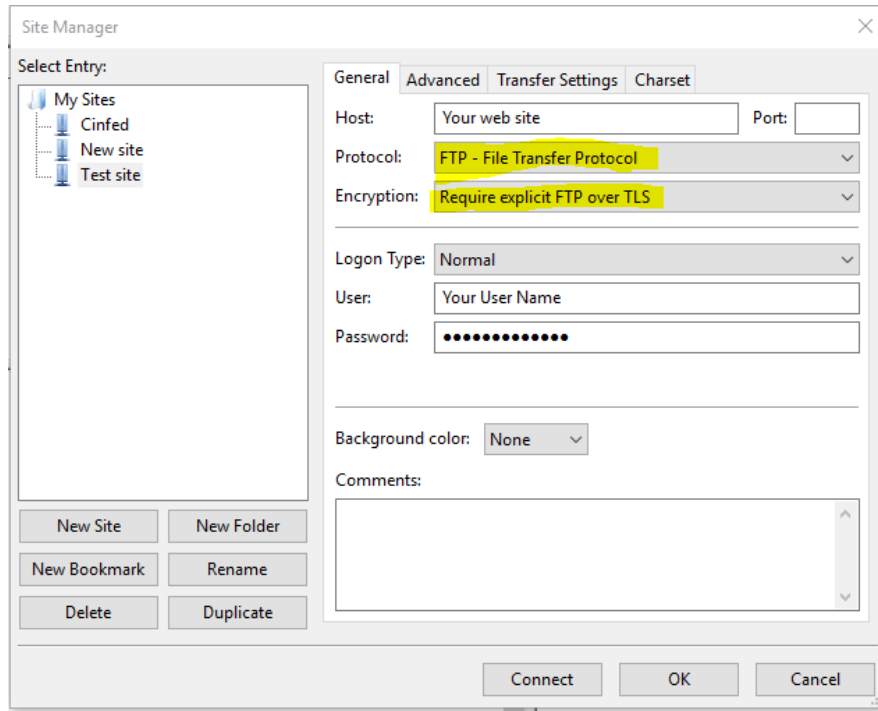 Site Manager
Select Entry:
My Sites
Cinfed
New site
Test site
New Site
New Folder
New Bookmark
Rename
Delete
Duplicate
General
Advanced
Transfer Settings
Charset
Host:
Your web site
Port:
Protocol:
FTP - File Transfer Protocol
Encryption:
Require explicit FTP over TLS
Logon Type:
Normal
User:
Your User Name
Password:
●●●●●●●●●●●●●
Background color:
None
Comments:
Connect
OK
Cancel